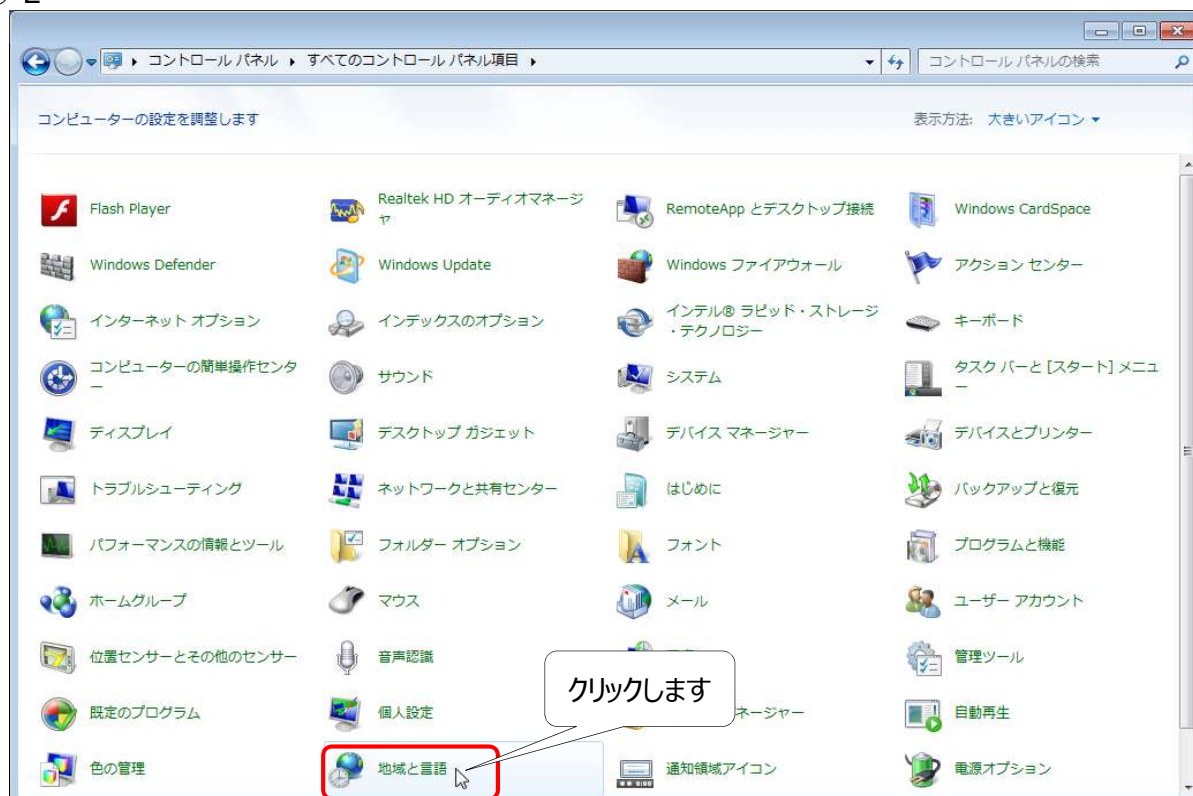 コントロール パネル ▸ すべてのコントロール パネル項目 ▸
コントロール パネルの検索
コンピューターの設定を調整します
表示方法: 大きいアイコン
Flash Player
Realtek HD オーディオマネージ
ャ
RemoteApp とデスクトップ接続
Windows CardSpace
Windows Defender
Windows Update
Windows ファイアウォール
アクション センター
インターネット オプション
インデックスのオプション
インテル® ラピッド・ストレージ
・テクノロジー
キーボード
コンピューターの簡単操作センタ
ー
サウンド
システム
タスク バーと [スタート] メニュ
ー
ディスプレイ
デスクトップ ガジェット
デバイス マネージャー
デバイスとプリンター
トラブルシューティング
ネットワークと共有センター
はじめに
バックアップと復元
パフォーマンスの情報とツール
フォルダー オプション
フォント
プログラムと機能
ホームグループ
マウス
メール
ユーザー アカウント
位置センサーとその他のセンサー
音声認識
管理ツール
クリックします
既定のプログラム
個人設定
ネージャー
自動再生
色の管理
地域と言語
通知領域アイコン
電源オプション